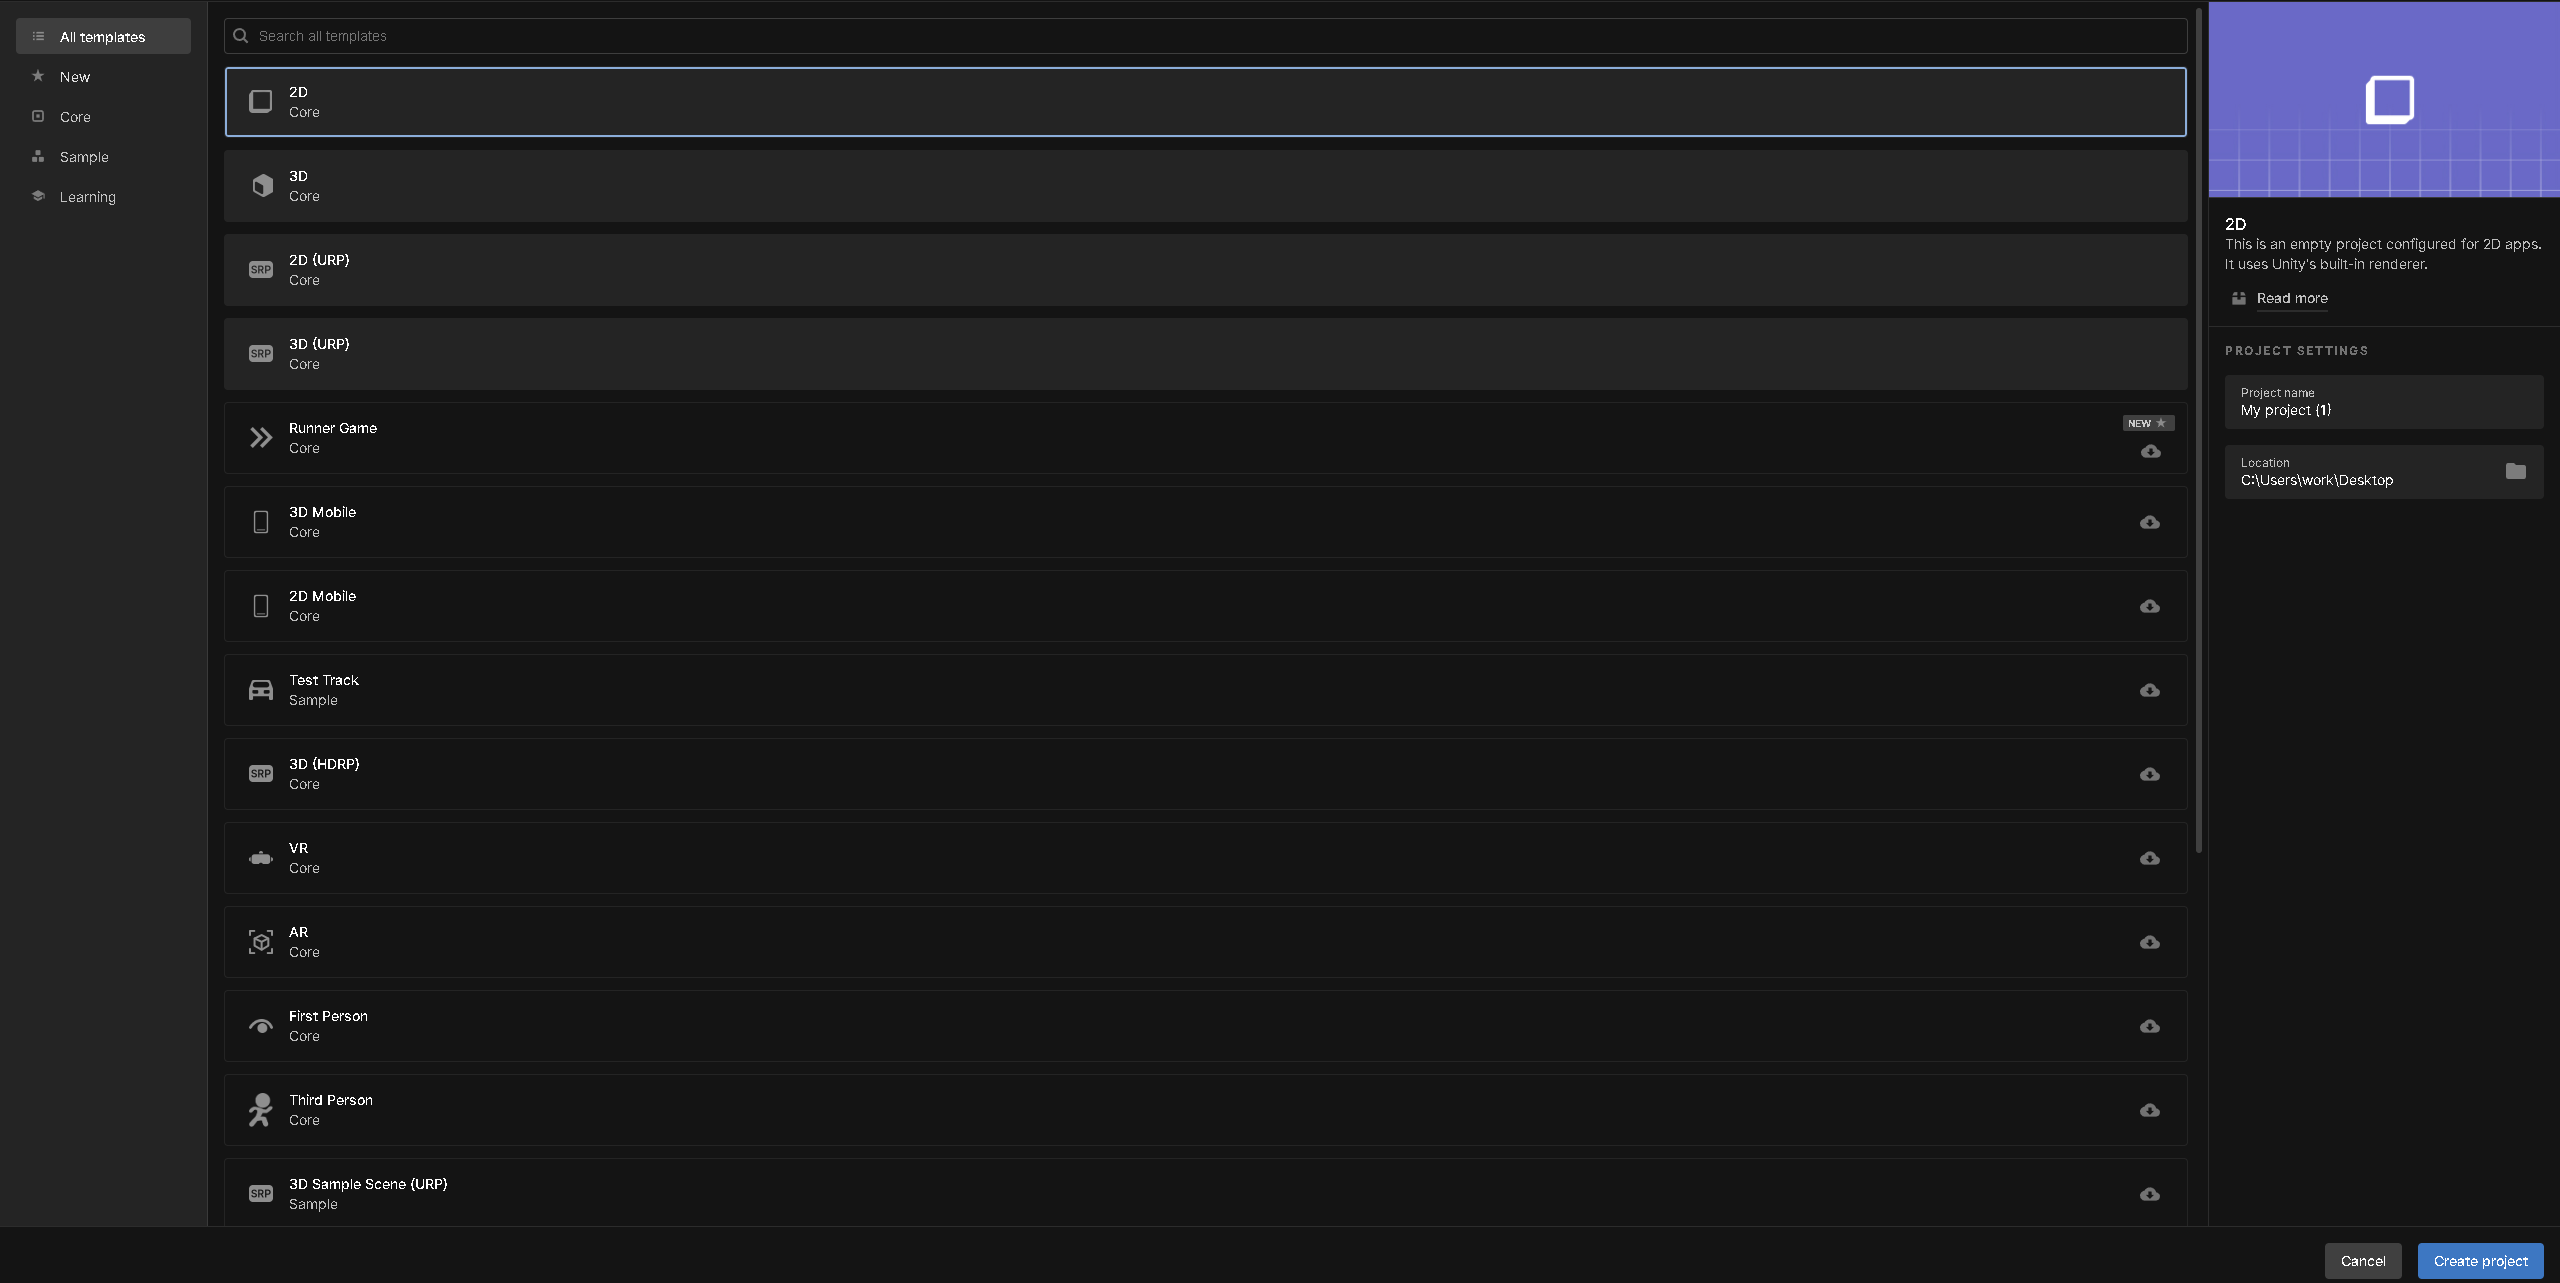 All templates
New
Core
Sample
Learning
Search all templates
2D
Core
3D
Core
SRP
2D (URP)
Core
SRP
3D (URP)
Core
Runner Game
Core
NEW
3D Mobile
Core
2D Mobile
Core
Test Track
Sample
SRP
3D (HDRP)
Core
VR
Core
AR
Core
First Person
Core
Third Person
Core
SRP
3D Sample Scene (URP)
Sample
2D
This is an empty project configured for 2D apps.
It uses Unity's built-in renderer.
Read more
PROJECT SETTINGS
Project name
My project (1)
Location
C:\Users\work\Desktop
Cancel
Create project